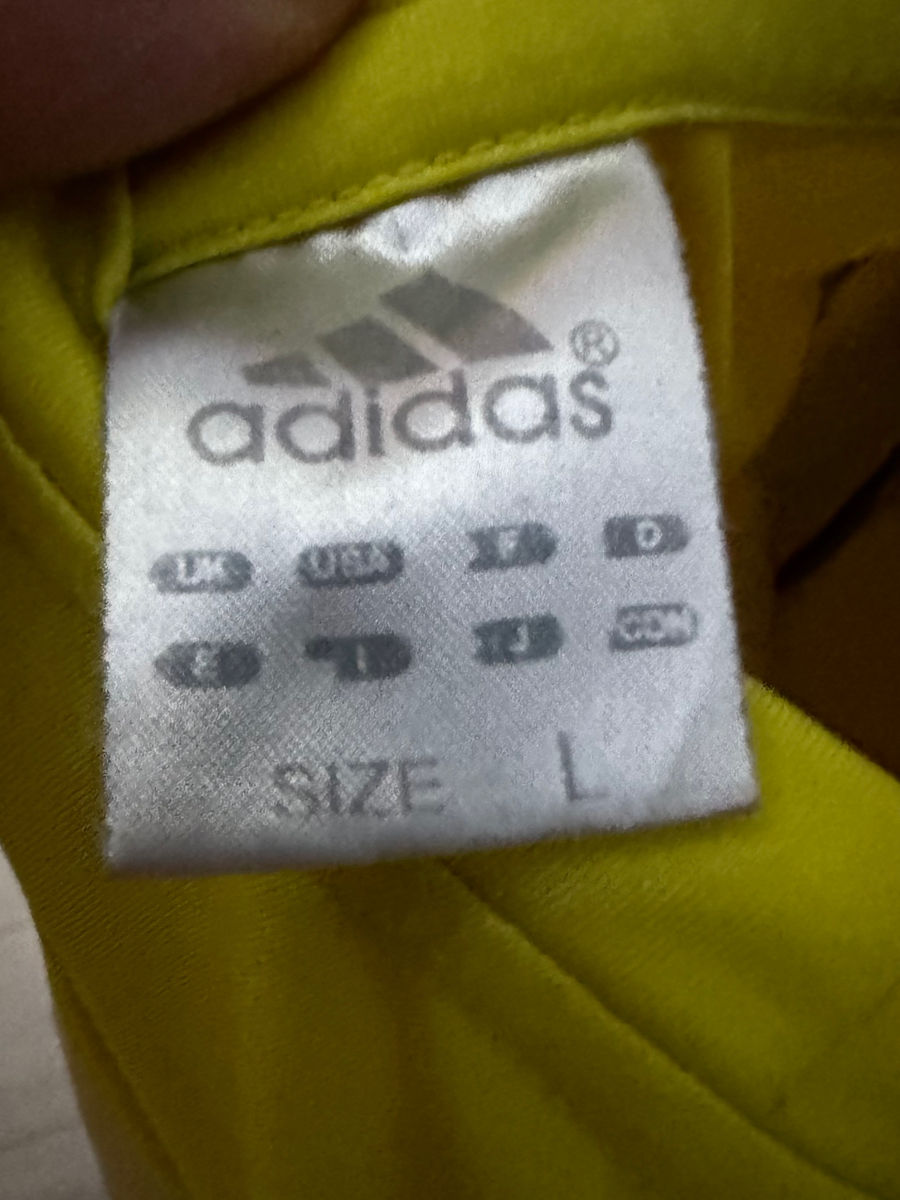 adidas®
UK USA F D
E I J CDN
SIZE L